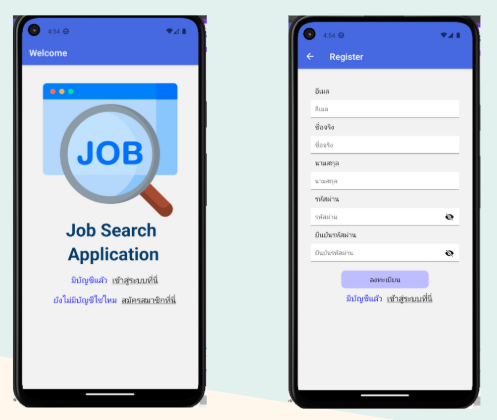 4:54
Welcome
JOB
Job Search
Application
มีบัญชีแล้ว เข้าสู่ระบบที่นี่
ยังไม่มีบัญชีใช่ไหม สมัครสมาชิกที่นี่
4:54
Register
อีเมล
อีเมล
ชื่อจริง
ชื่อจริง
นามสกุล
นามสกุล
รหัสผ่าน
รหัสผ่าน
ยืนยันรหัสผ่าน
ยืนยันรหัสผ่าน
ลงทะเบียน
มีบัญชีแล้ว เข้าสู่ระบบที่นี่